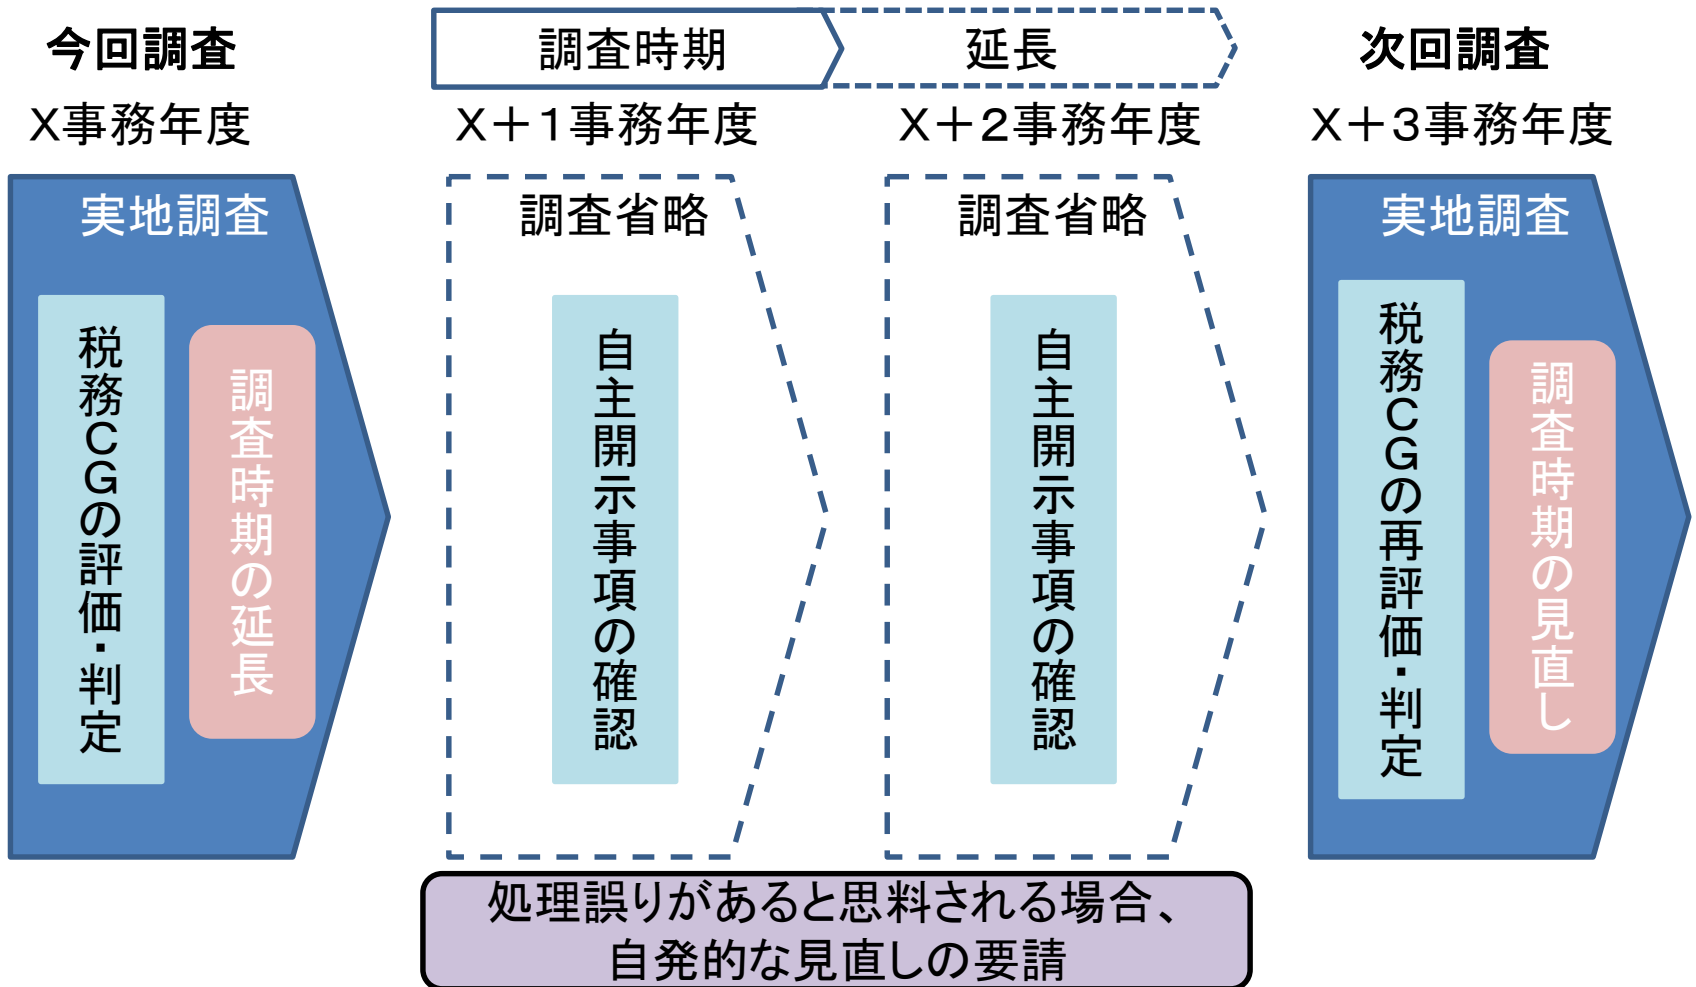 今回調査
調査時期
延長
次回調査
X事務年度
X＋１事務年度
X＋２事務年度
X＋３事務年度
実地調査
税務ＣＧの評価・判定
調査時期の延長
調査省略
自主開示事項の確認
調査省略
自主開示事項の確認
実地調査
税務ＣＧの再評価・判定
調査時期の見直し
処理誤りがあると思料される場合、
自発的な見直しの要請